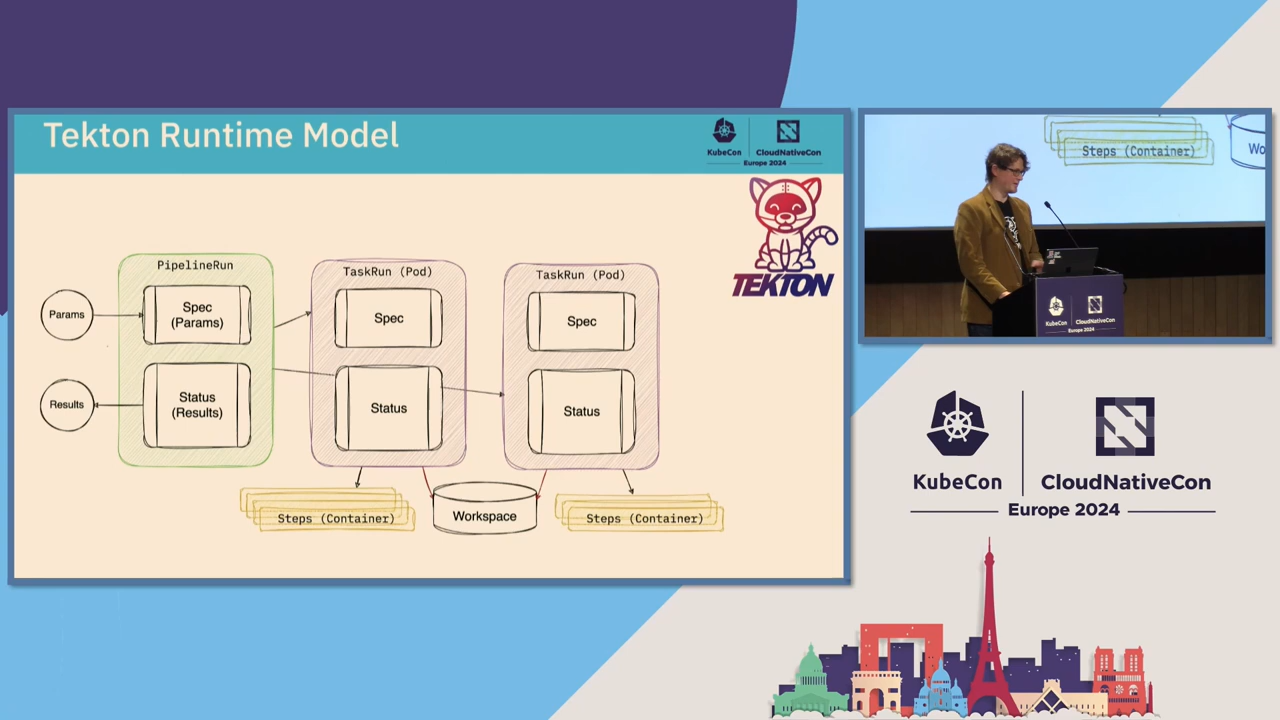 Tekton Runtime Model
KubeCon
CloudNativeCon
Europe 2024
TEKTON
PipelineRun
Params
Spec
(Params)
Results
Status
(Results)
TaskRun (Pod)
Spec
Status
TaskRun (Pod)
Spec
Status
Steps (Container)
Workspace
Steps (Container)
Steps (Container)
Wo
KubeCon
CloudNativeCon
Europe 2024
KubeCon
CloudNativeCon
Europe 2024